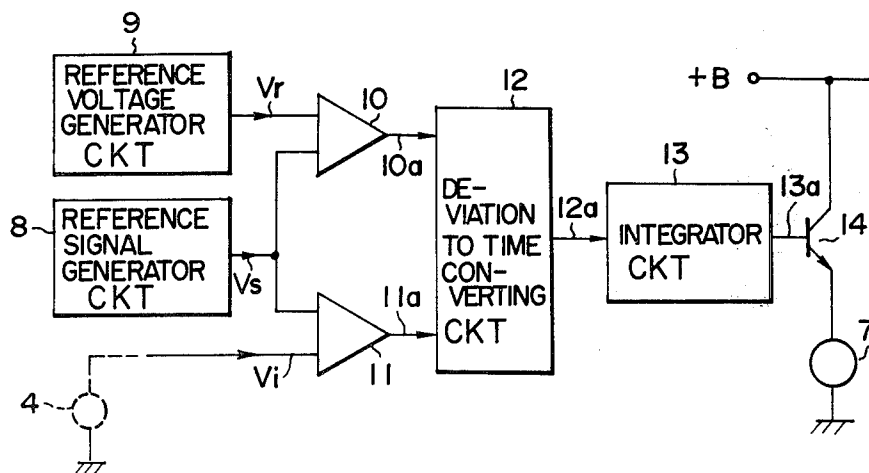 9
REFERENCE
VOLTAGE
GENERATOR
CKT
Vr
10
10a
8
REFERENCE
SIGNAL
GENERATOR
CKT
Vs
11a
11
Vi
4
12
DE-
VIATION
TO TIME
CON-
VERTING
CKT
12a
13
INTEGRATOR
CKT
13a
+B
14
7